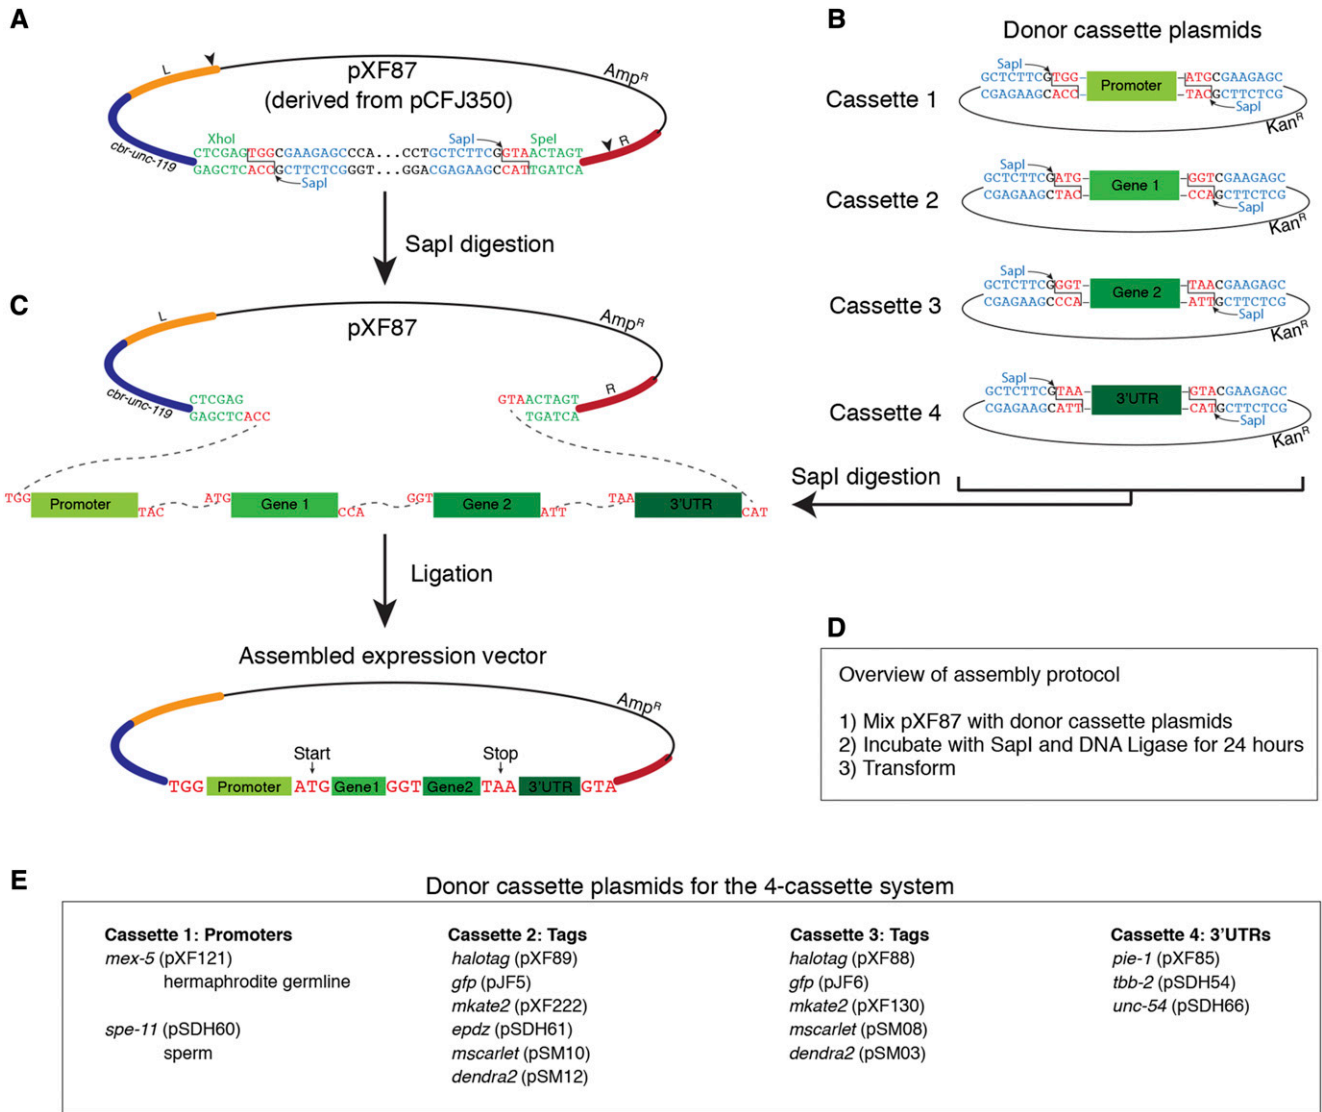 A
pXF87
(derived from pCFJ350)
L
Amp^R
R
cbr-unc-119
XhoI
SapI
SpeI
CTCGAGTGGCGAAGAGCCCA...CCTGCTCTTCGGTAACTAGT
GAGCTCACCGCTTCTCGGGT...GGACGAGAAGCCATTGATCA
SapI
SapI digestion
B
Donor cassette plasmids
Cassette 1
SapI
GCTCTTCGTGG
Promoter
ATGCGAAGAGC
CGAGAAGCACC
TACGCTTCTCG
SapI
Kan^R
Cassette 2
SapI
GCTCTTCGATG
Gene 1
GGTCGAAGAGC
CGAGAAGCTAC
CCAGCTTCTCG
SapI
Kan^R
Cassette 3
SapI
GCTCTTCGGGT
Gene 2
TAACGAAGAGC
CGAGAAGCCCA
ATTGCTTCTCG
SapI
Kan^R
Cassette 4
SapI
GCTCTTCGTAA
3'UTR
GTACGAAGAGC
CGAGAAGCATT
CATGCTTCTCG
SapI
Kan^R
SapI digestion
C
L
pXF87
Amp^R
R
cbr-unc-119
CTCGAG
GAGCTCACC
GTAACTAGT
TGATCA
TGG Promoter TAC
ATG Gene 1 CCA
GGT Gene 2 ATT
TAA 3'UTR CAT
Ligation
Assembled expression vector
Amp^R
Start
Stop
TGG Promoter ATG Gene1 GGT Gene2 TAA 3'UTR GTA
D
Overview of assembly protocol
1) Mix pXF87 with donor cassette plasmids
2) Incubate with SapI and DNA Ligase for 24 hours
3) Transform
E
Donor cassette plasmids for the 4-cassette system
Cassette 1: Promoters
mex-5 (pXF121)
hermaphrodite germline
spe-11 (pSDH60)
sperm
Cassette 2: Tags
halotag (pXF89)
gfp (pJF5)
mkate2 (pXF222)
epdz (pSDH61)
mscarlet (pSM10)
dendra2 (pSM12)
Cassette 3: Tags
halotag (pXF88)
gfp (pJF6)
mkate2 (pXF130)
mscarlet (pSM08)
dendra2 (pSM03)
Cassette 4: 3'UTRs
pie-1 (pXF85)
tbb-2 (pSDH54)
unc-54 (pSDH66)